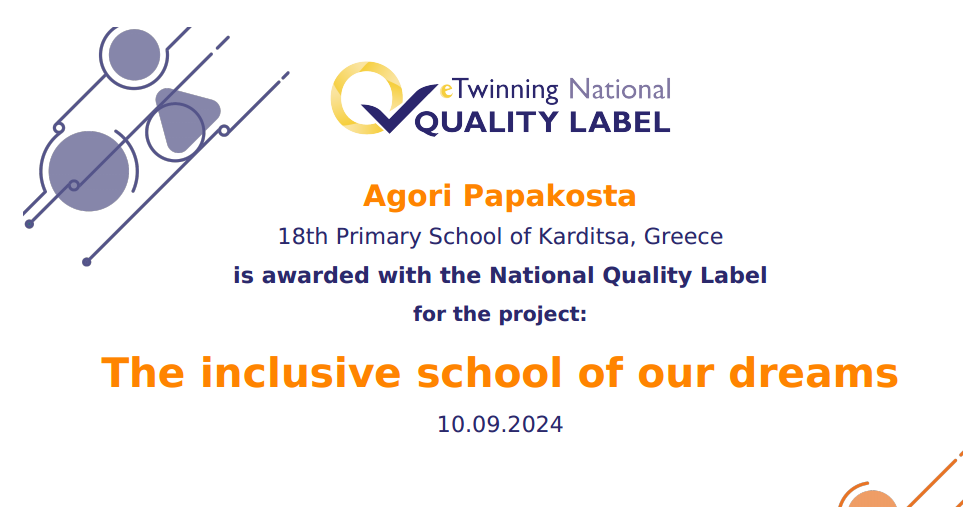 eTwinning National
QUALITY LABEL
Agori Papakosta
18th Primary School of Karditsa, Greece
is awarded with the National Quality Label
for the project:
The inclusive school of our dreams
10.09.2024